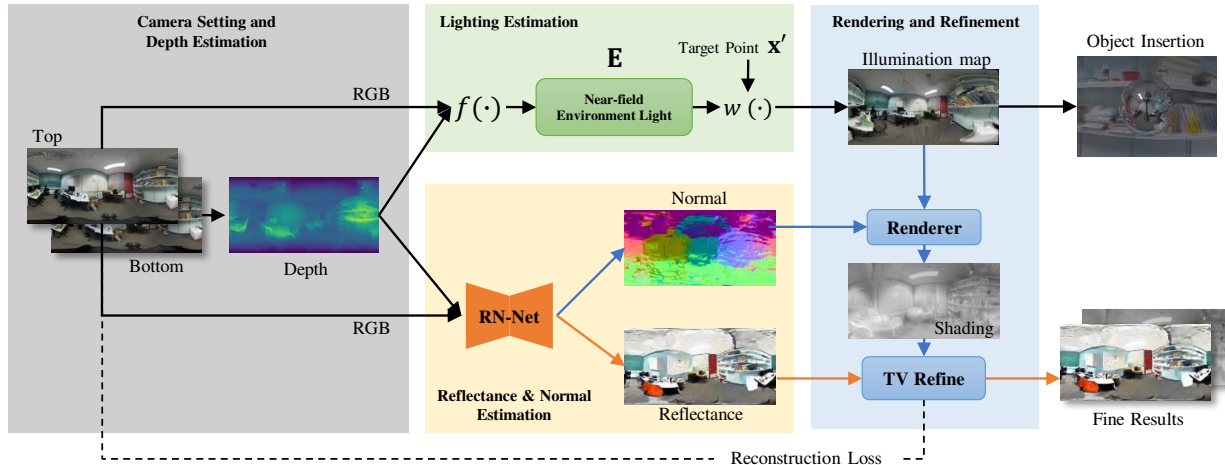 Camera Setting and
Depth Estimation
Top
Bottom
Depth
RGB
RGB
Lighting Estimation
f(·)
E
Near-field
Environment Light
Target Point x′
w(·)
RN-Net
Reflectance & Normal
Estimation
Normal
Reflectance
Rendering and Refinement
Illumination map
Renderer
Shading
TV Refine
Object Insertion
Fine Results
Reconstruction Loss